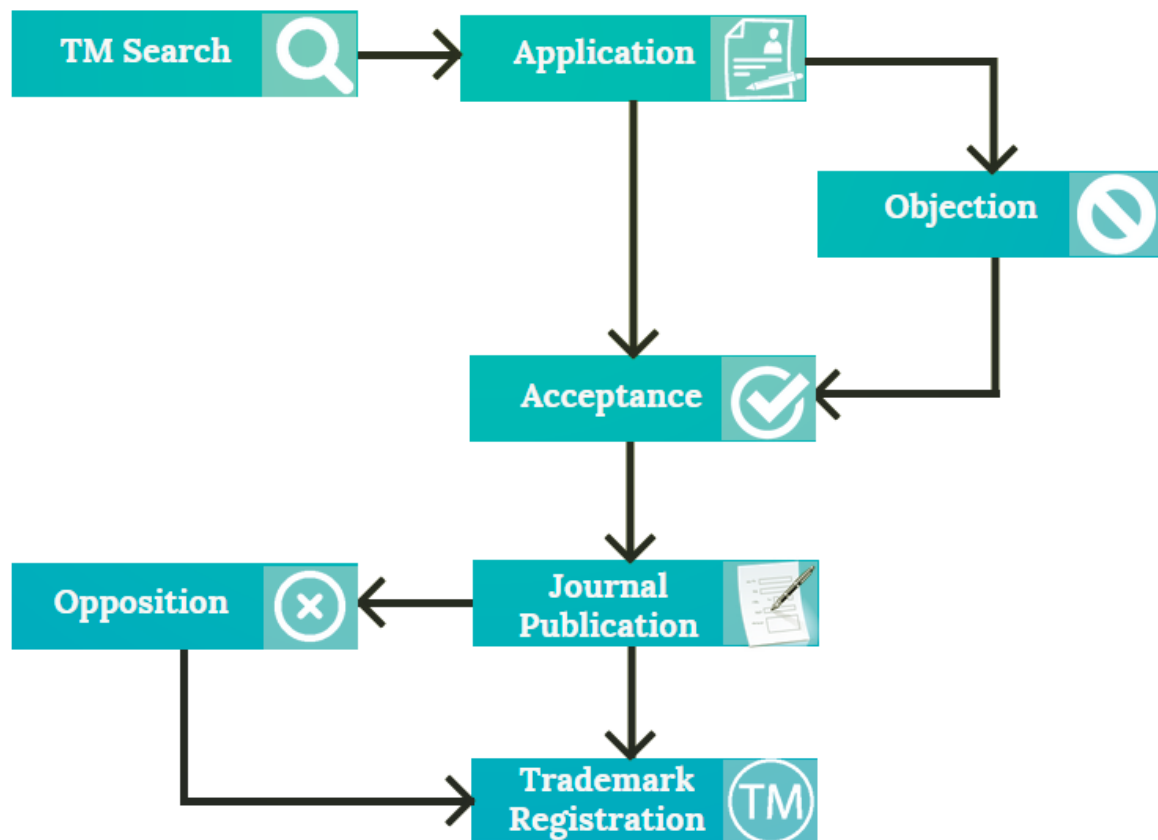 TM Search
Application
Objection
Acceptance
Journal
Publication
Opposition
Trademark
Registration
TM